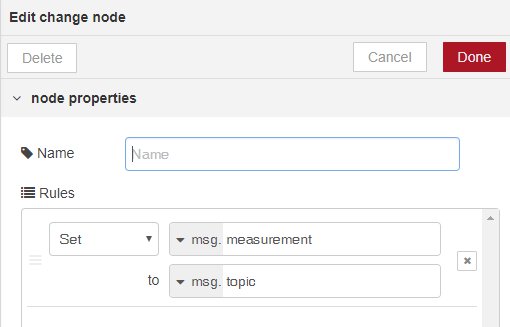 Edit change node
Delete Cancel Done
node properties
Name Name
Rules
Set msg. measurement
to msg. topic